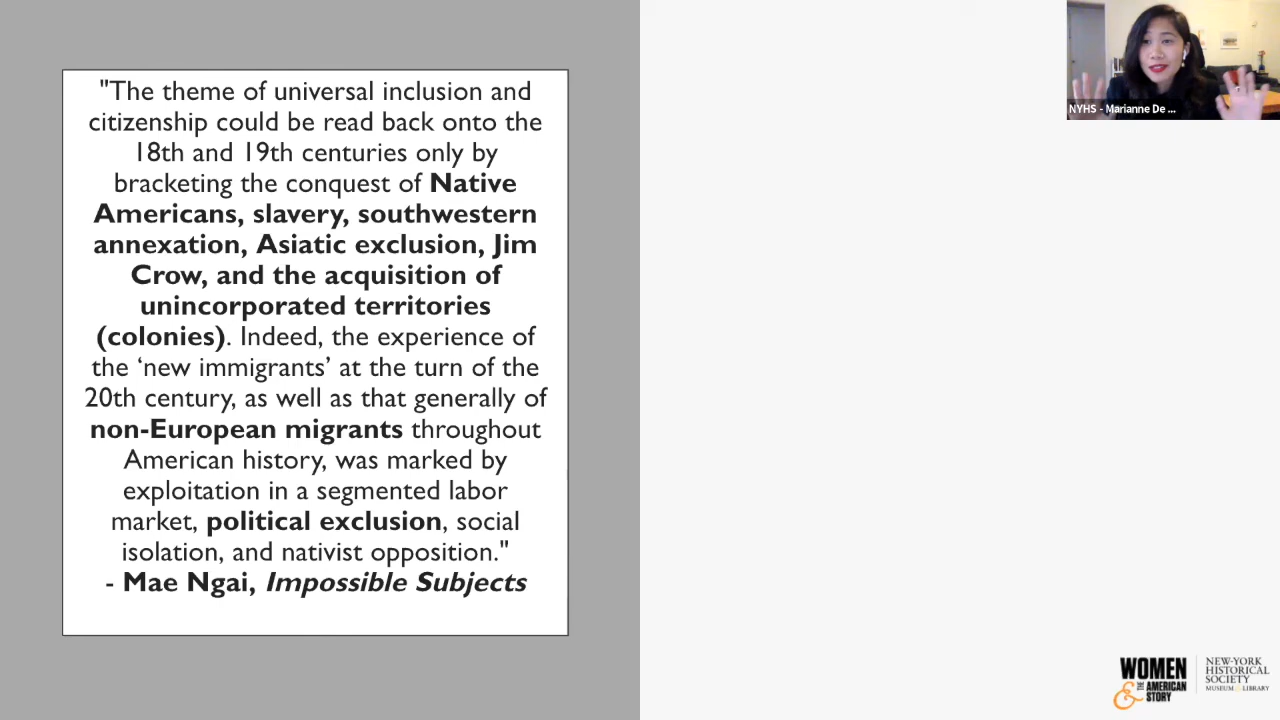 "The theme of universal inclusion and
citizenship could be read back onto the
18th and 19th centuries only by
bracketing the conquest of Native
Americans, slavery, southwestern
annexation, Asiatic exclusion, Jim
Crow, and the acquisition of
unincorporated territories
(colonies). Indeed, the experience of
the ‘new immigrants’ at the turn of the
20th century, as well as that generally of
non-European migrants throughout
American history, was marked by
exploitation in a segmented labor
market, political exclusion, social
isolation, and nativist opposition."
- Mae Ngai, Impossible Subjects
NYHS - Marianne De ...
WOMEN
& THE AMERICAN
STORY
NEW-YORK
HISTORICAL
SOCIETY
MUSEUM & LIBRARY